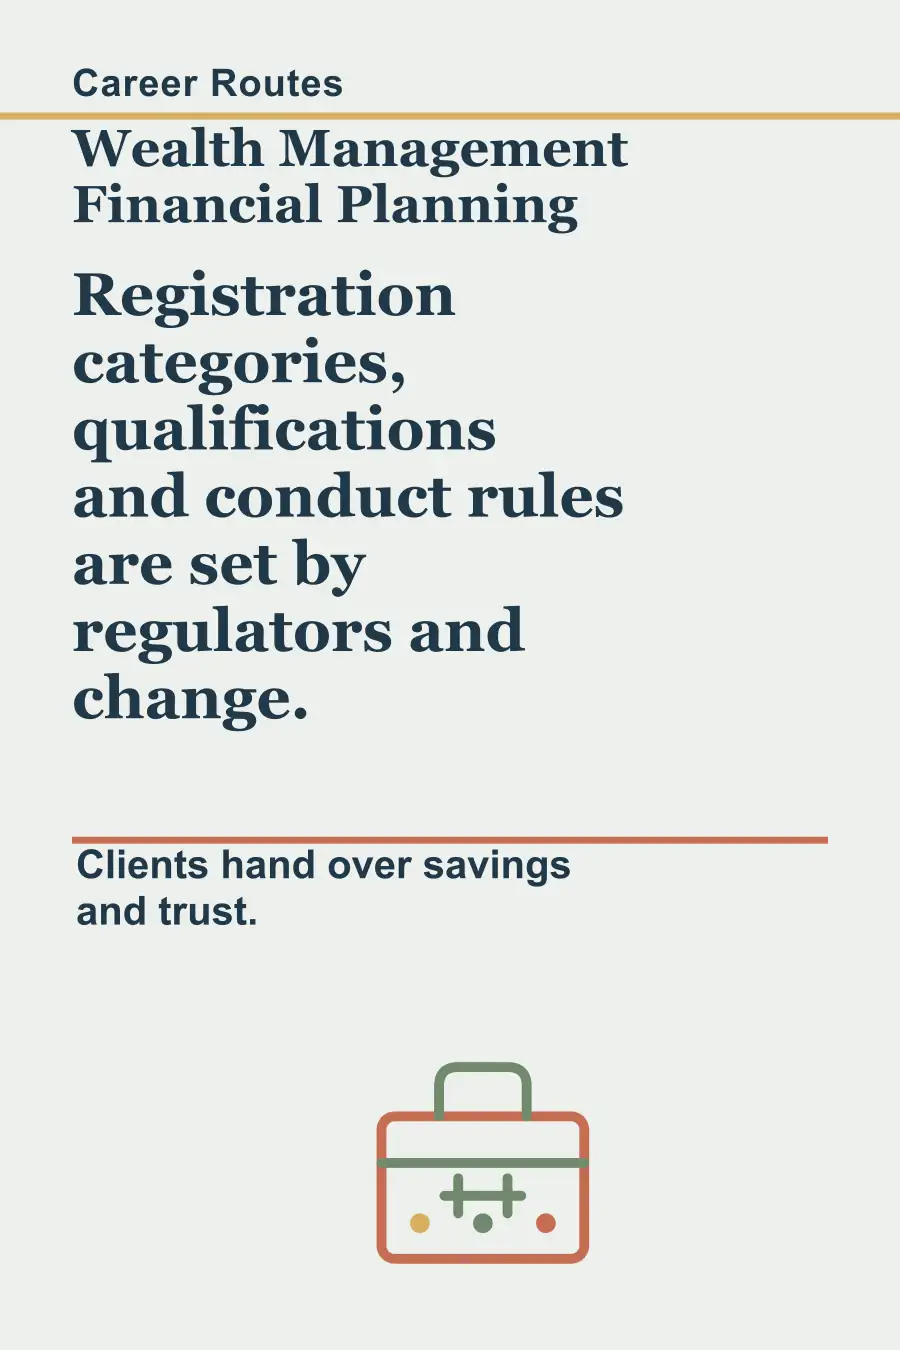 Career Routes
Wealth Management
Financial Planning
Registration
categories,
qualifications
and conduct rules
are set by
regulators and
change.
Clients hand over savings
and trust.